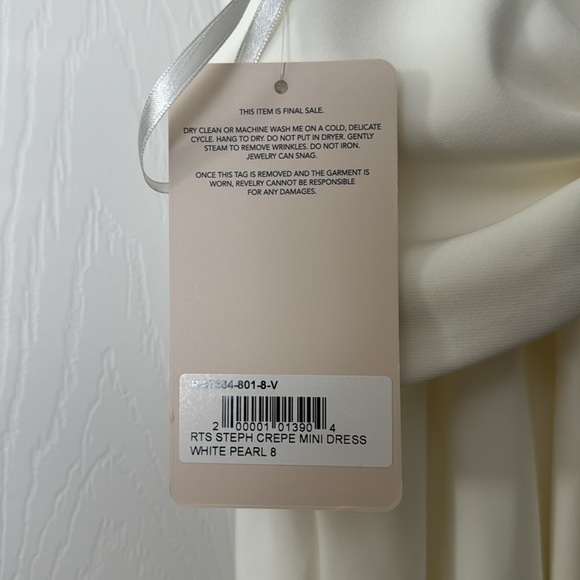 THIS ITEM IS FINAL SALE.
DRY CLEAN OR MACHINE WASH ME ON A COLD, DELICATE
CYCLE. HANG TO DRY. DO NOT PUT IN DRYER. GENTLY
STEAM TO REMOVE WRINKLES. DO NOT IRON.
JEWELRY CAN SNAG.
ONCE THIS TAG IS REMOVED AND THE GARMENT IS
WORN, REVELRY CANNOT BE RESPONSIBLE
FOR ANY DAMAGES.
2 00001 01390 4
RTS STEPH CREPE MINI DRESS
WHITE PEARL 8